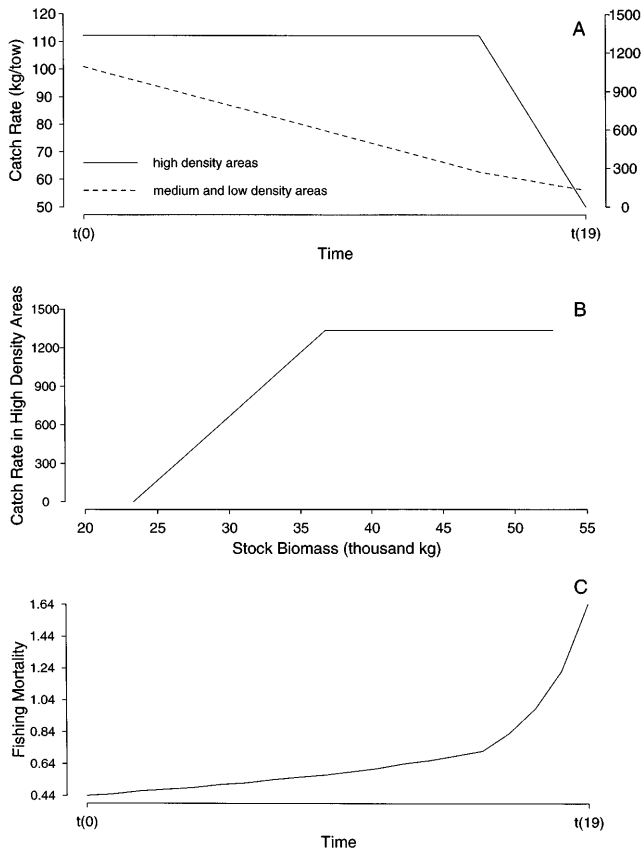 A
Catch Rate (kg/tow)
120
110
100
90
80
70
60
50
1500
1200
900
600
300
0
high density areas
medium and low density areas
t(0)
t(19)
Time
B
Catch Rate in High Density Areas
1500
1200
900
600
300
0
20
25
30
35
40
45
50
55
Stock Biomass (thousand kg)
C
Fishing Mortality
1.64
1.44
1.24
1.04
0.84
0.64
0.44
t(0)
t(19)
Time